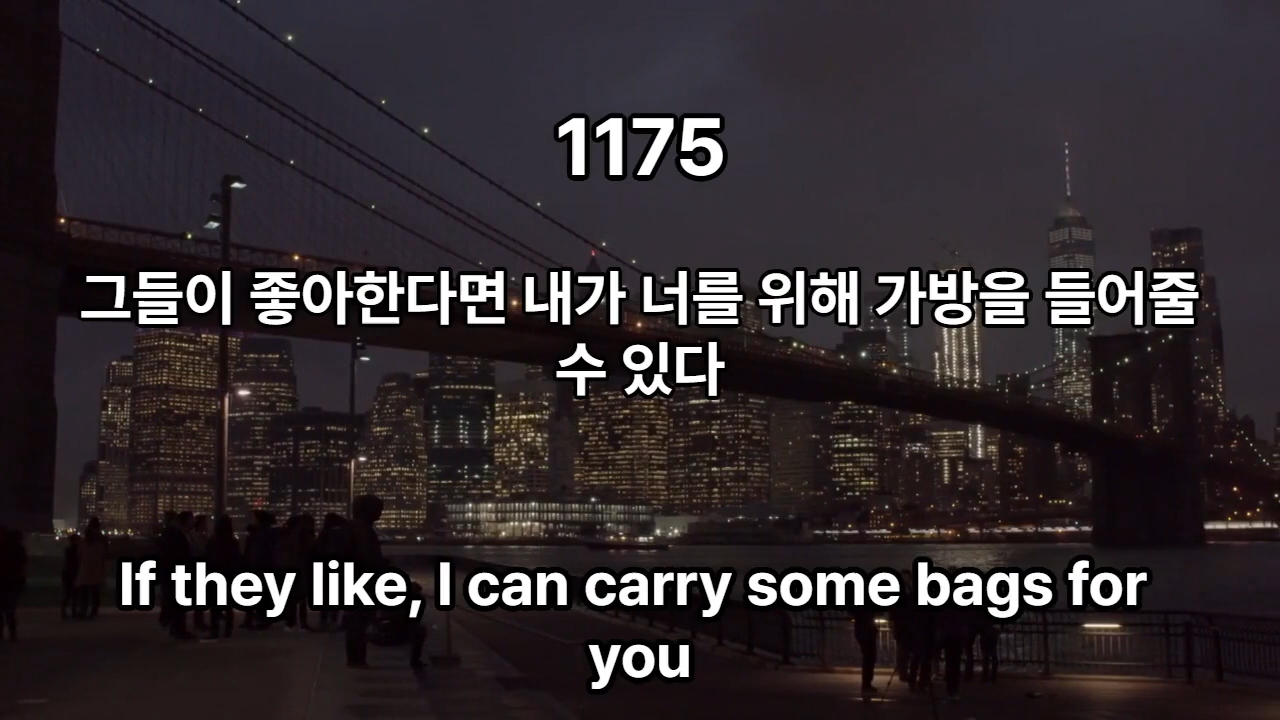 1175
그들이 좋아한다면 내가 너를 위해 가방을 들어줄
수 있다
If they like, I can carry some bags for
you